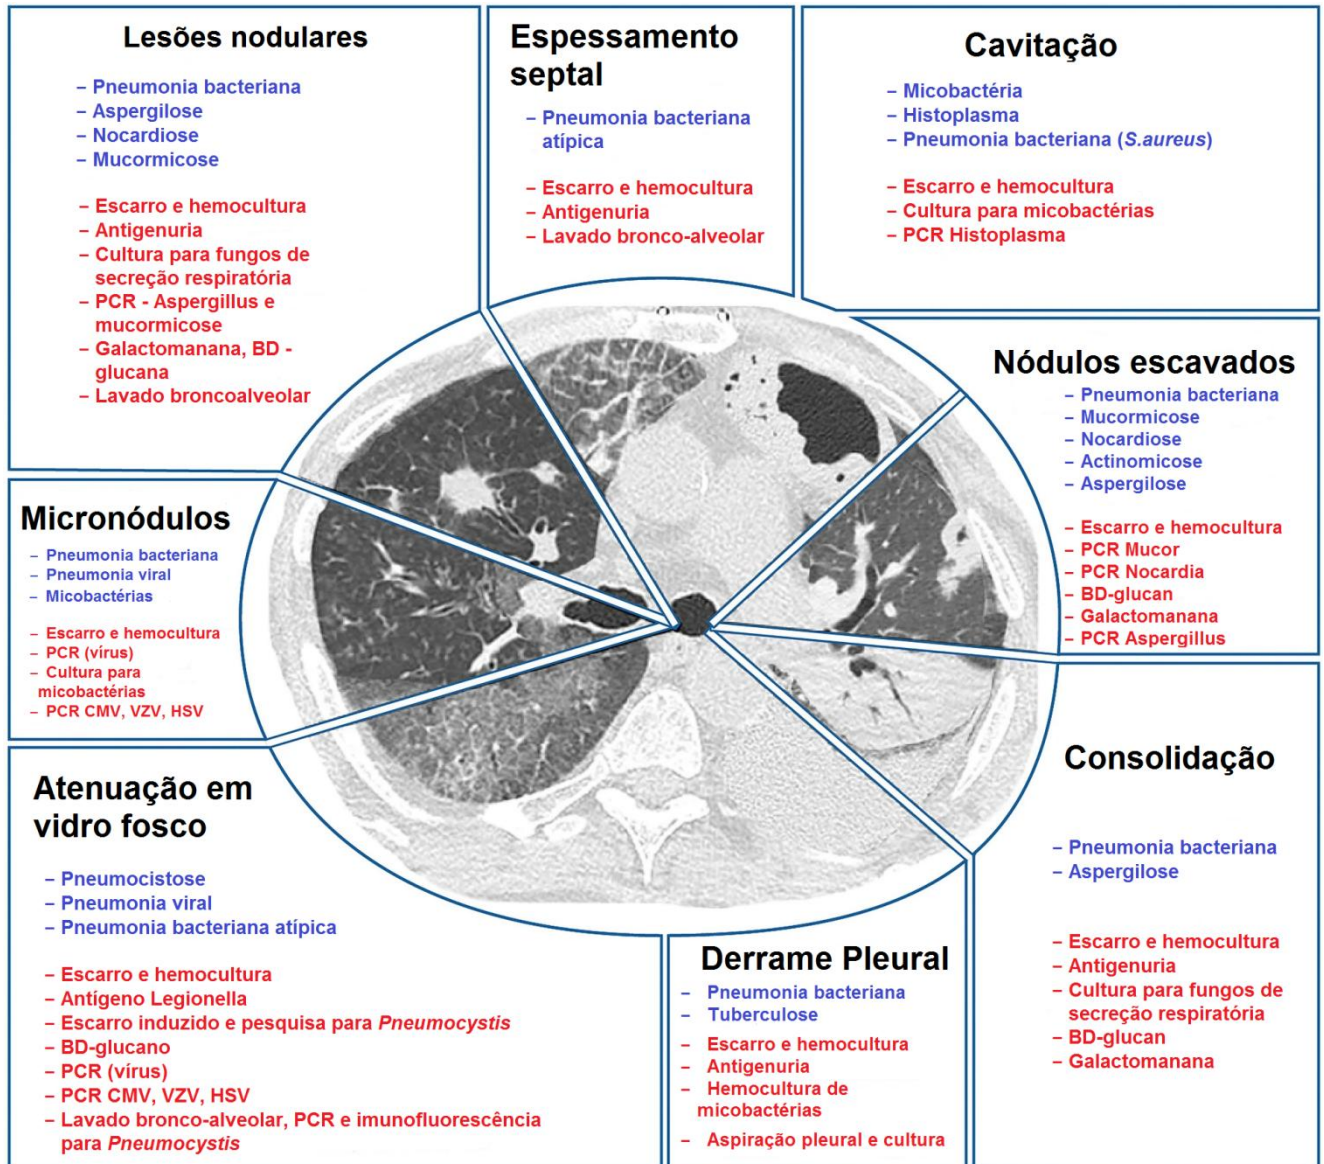 Lesões nodulares
– Pneumonia bacteriana
– Aspergilose
– Nocardiose
– Mucormicose
– Escarro e hemocultura
– Antigenuria
– Cultura para fungos de
secreção respiratória
– PCR - Aspergillus e
mucormicose
– Galactomanana, BD -
glucana
– Lavado broncoalveolar
Espessamento
septal
– Pneumonia bacteriana
atípica
– Escarro e hemocultura
– Antigenuria
– Lavado bronco-alveolar
Cavitação
– Micobactéria
– Histoplasma
– Pneumonia bacteriana (S.aureus)
– Escarro e hemocultura
– Cultura para micobactérias
– PCR Histoplasma
Nódulos escavados
– Pneumonia bacteriana
– Mucormicose
– Nocardiose
– Actinomicose
– Aspergilose
– Escarro e hemocultura
– PCR Mucor
– PCR Nocardia
– BD-glucan
– Galactomanana
– PCR Aspergillus
Micronódulos
– Pneumonia bacteriana
– Pneumonia viral
– Micobactérias
– Escarro e hemocultura
– PCR (vírus)
– Cultura para
micobactérias
– PCR CMV, VZV, HSV
Atenuação em
vidro fosco
– Pneumocistose
– Pneumonia viral
– Pneumonia bacteriana atípica
– Escarro e hemocultura
– Antígeno Legionella
– Escarro induzido e pesquisa para Pneumocystis
– BD-glucano
– PCR (vírus)
– PCR CMV, VZV, HSV
– Lavado bronco-alveolar, PCR e imunofluorescência
para Pneumocystis
Derrame Pleural
– Pneumonia bacteriana
– Tuberculose
– Escarro e hemocultura
– Antigenuria
– Hemocultura de
micobactérias
– Aspiração pleural e cultura
Consolidação
– Pneumonia bacteriana
– Aspergilose
– Escarro e hemocultura
– Antigenuria
– Cultura para fungos de
secreção respiratória
– BD-glucan
– Galactomanana